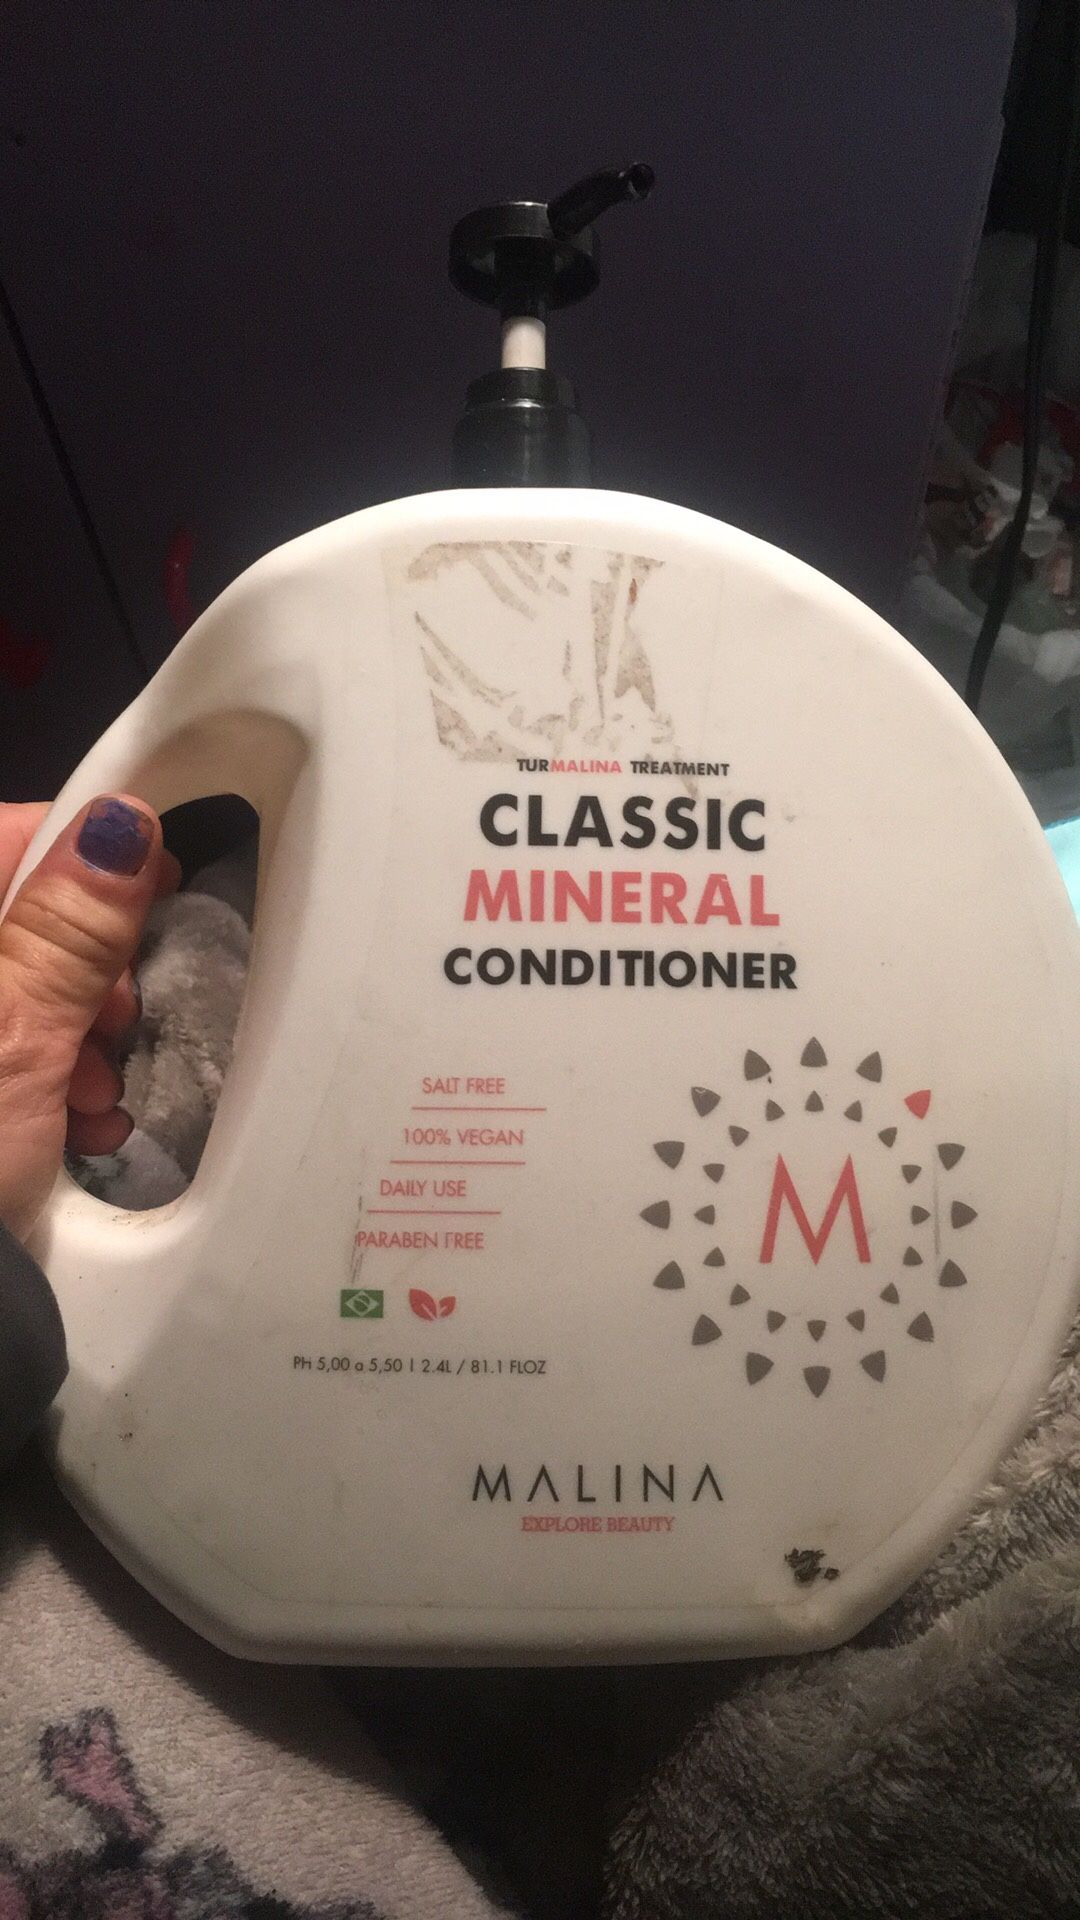 TURMALINA TREATMENT
CLASSIC
MINERAL
CONDITIONER
SALT FREE
100% VEGAN
DAILY USE
PARABEN FREE
M
PH 5,00 a 5,50 | 2.4L / 81.1 FLOZ
MALINA
EXPLORE BEAUTY